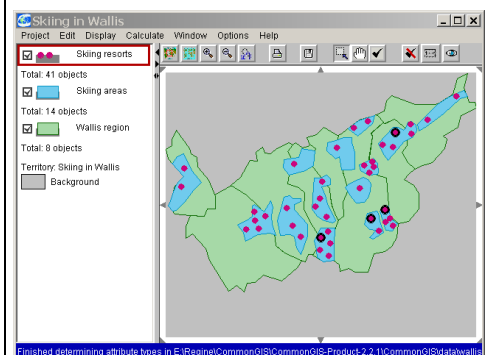 Skiing in Wallis
Project Edit Display Calculate Window Options Help
Skiing resorts
Total: 41 objects
Skiing areas
Total: 14 objects
Wallis region
Total: 8 objects
Territory: Skiing in Wallis
Background
Finished determining attribute types in E:\Regine\CommonGIS\CommonGIS-Product-2.2.1\CommonGIS\data\wallis